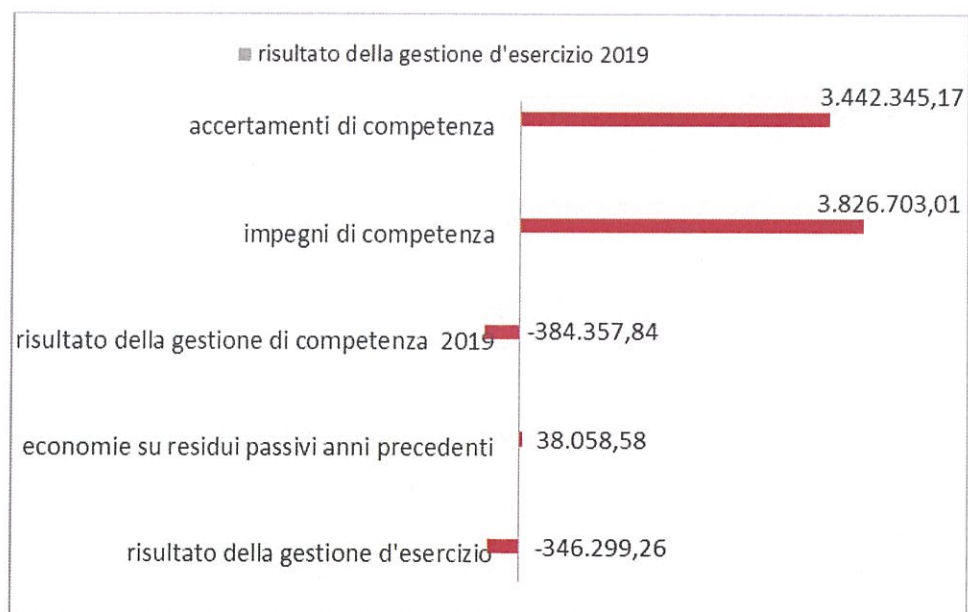 risultato della gestione d'esercizio 2019
3.442.345,17
accertamenti di competenza
3.826.703,01
impegni di competenza
risultato della gestione di competenza 2019
-384.357,84
economie su residui passivi anni precedenti
38.058,58
risultato della gestione d'esercizio
-346.299,26